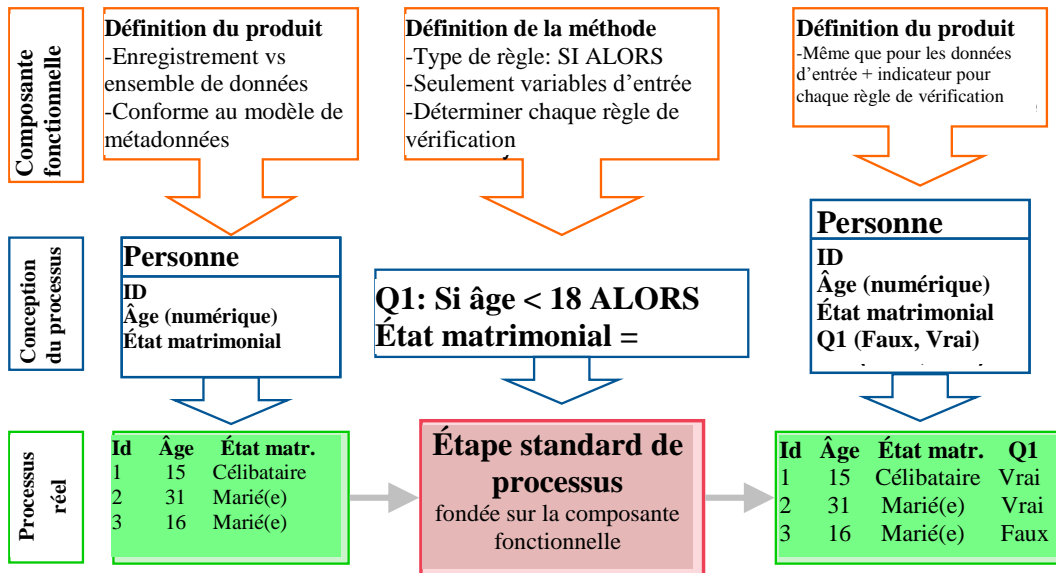 Composante
fonctionnelle
Définition du produit
-Enregistrement vs
ensemble de données
-Conforme au modèle de
métadonnées
Définition de la méthode
-Type de règle: SI ALORS
-Seulement variables d'entrée
-Déterminer chaque règle de
vérification
Définition du produit
-Même que pour les données
d'entrée + indicateur pour
chaque règle de vérification
Conception
du processus
Personne
ID
Âge (numérique)
État matrimonial
Q1: Si âge < 18 ALORS
État matrimonial =
Personne
ID
Âge (numérique)
État matrimonial
Q1 (Faux, Vrai)
Processus
réel
Id Âge État matr.
1 15 Célibataire
2 31 Marié(e)
3 16 Marié(e)
Étape standard de
processus
fondée sur la composante
fonctionnelle
Id Âge État matr. Q1
1 15 Célibataire Vrai
2 31 Marié(e) Vrai
3 16 Marié(e) Faux